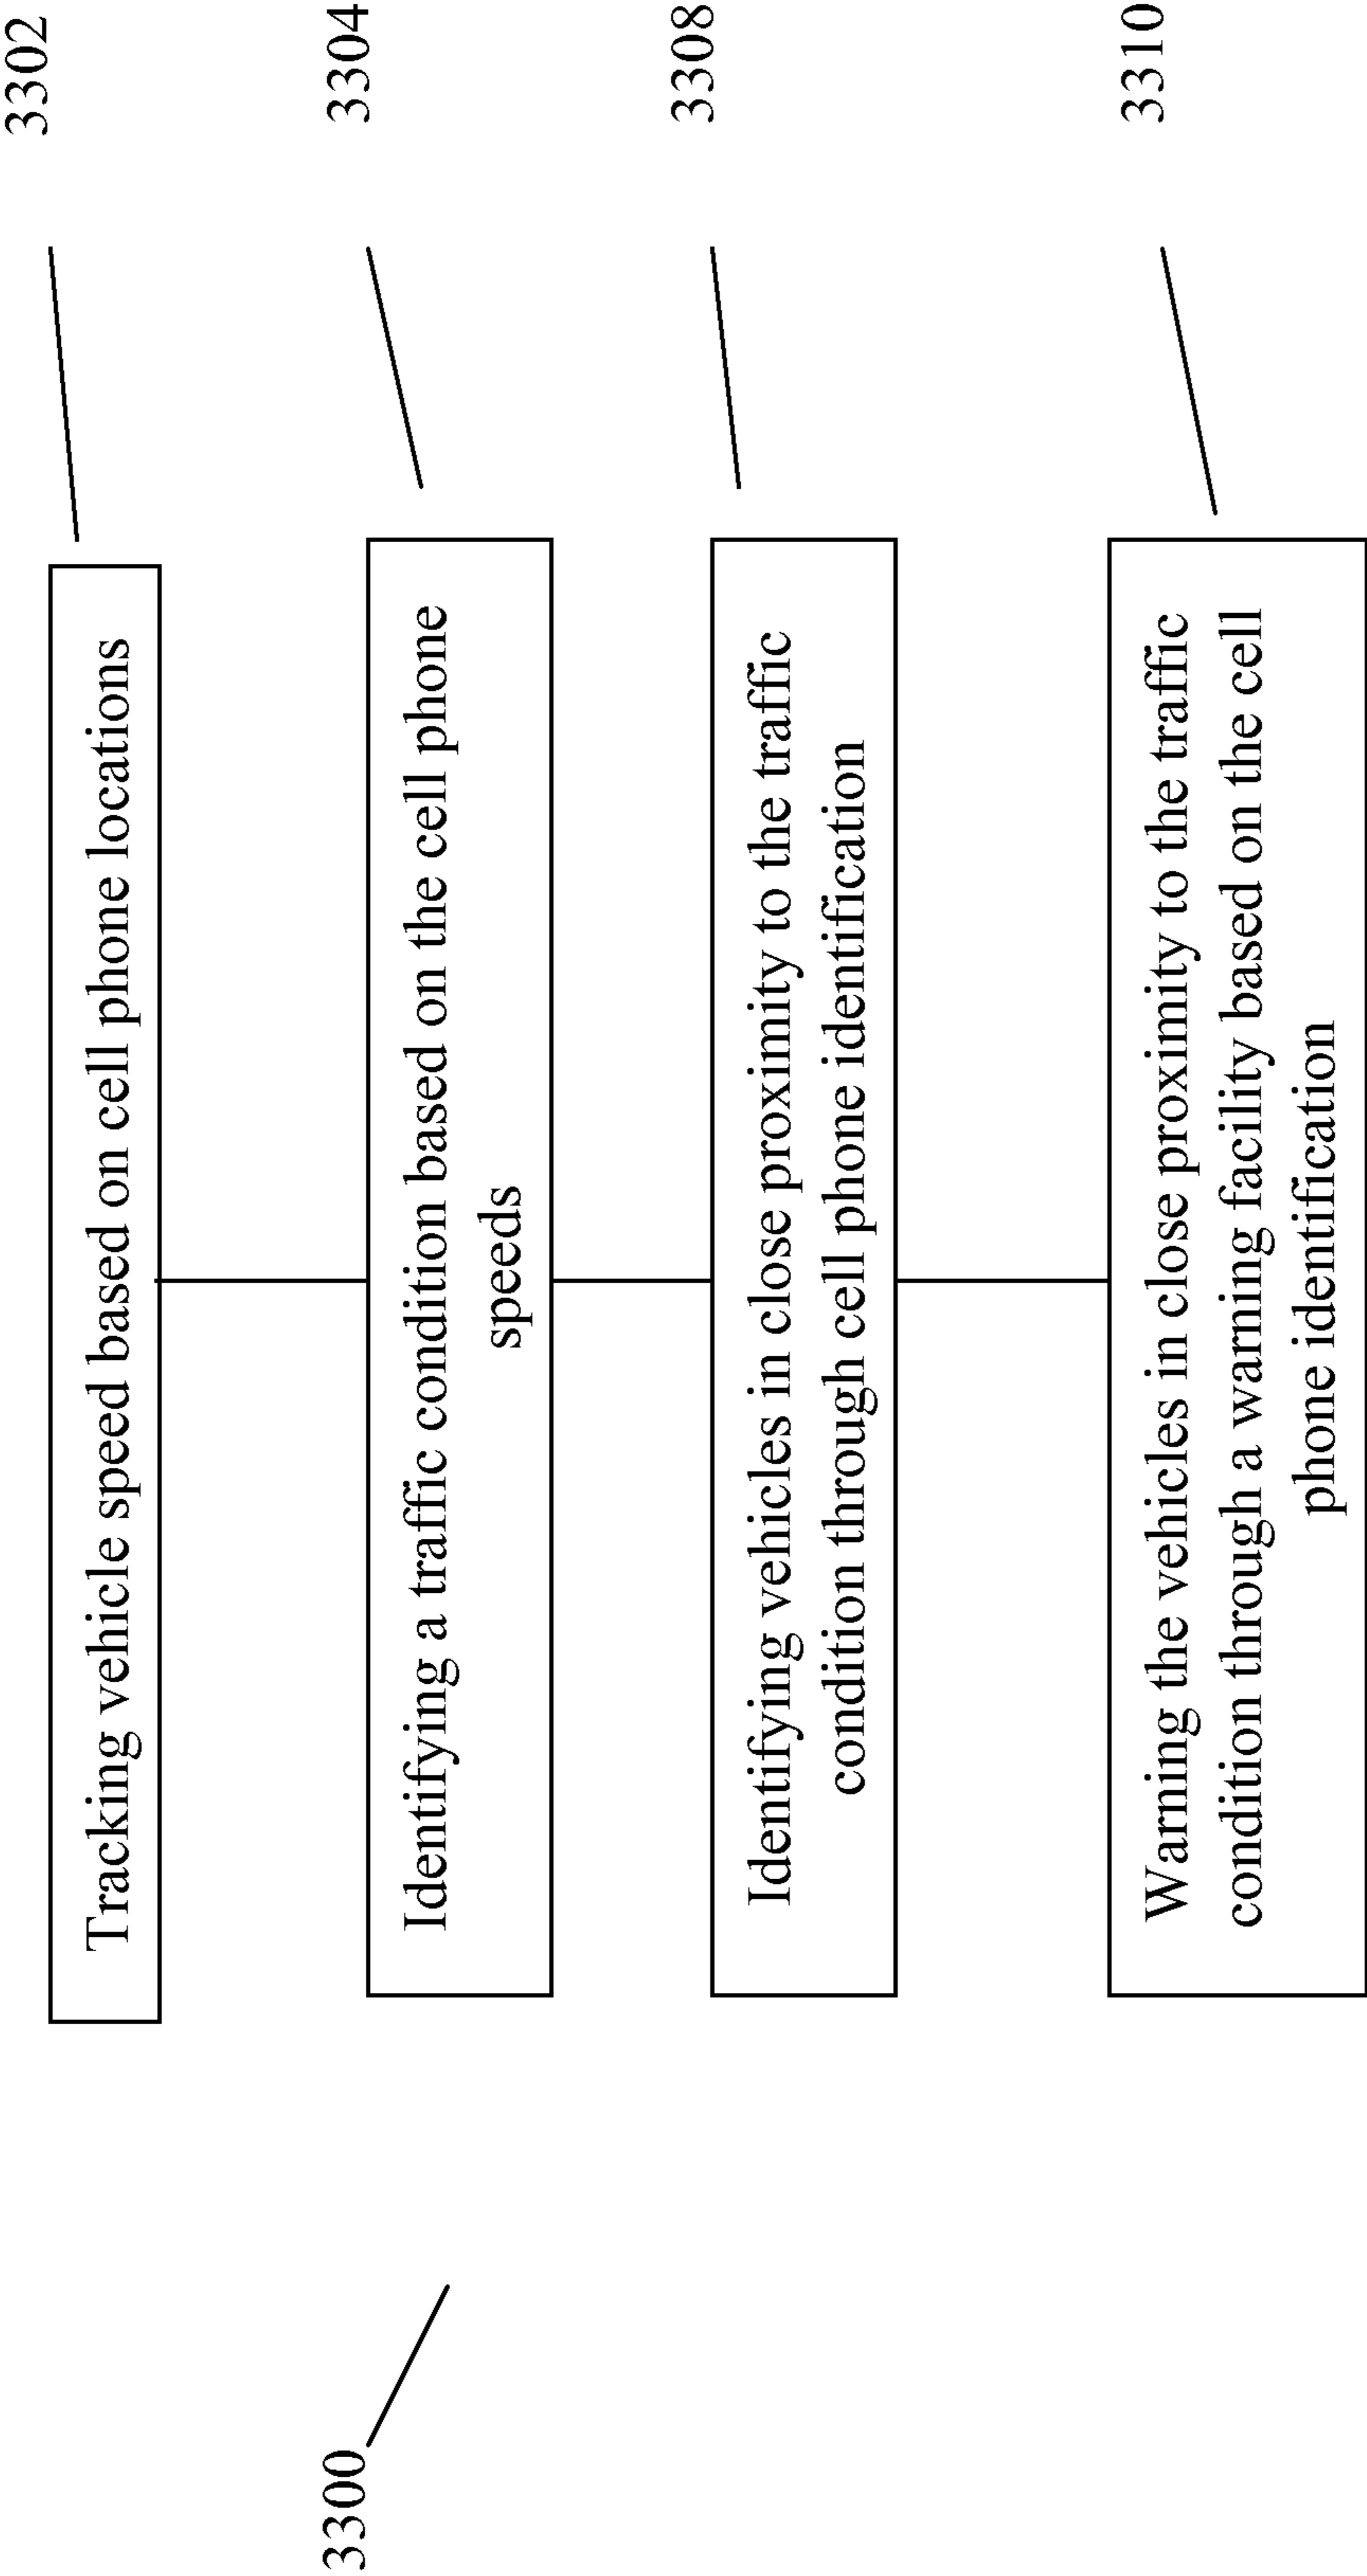 3302
Tracking vehicle speed based on cell phone locations
3304
Identifying a traffic condition based on the cell phone
speeds
3308
Identifying vehicles in close proximity to the traffic
condition through cell phone identification
3310
Warning the vehicles in close proximity to the traffic
condition through a warning facility based on the cell
phone identification
3300